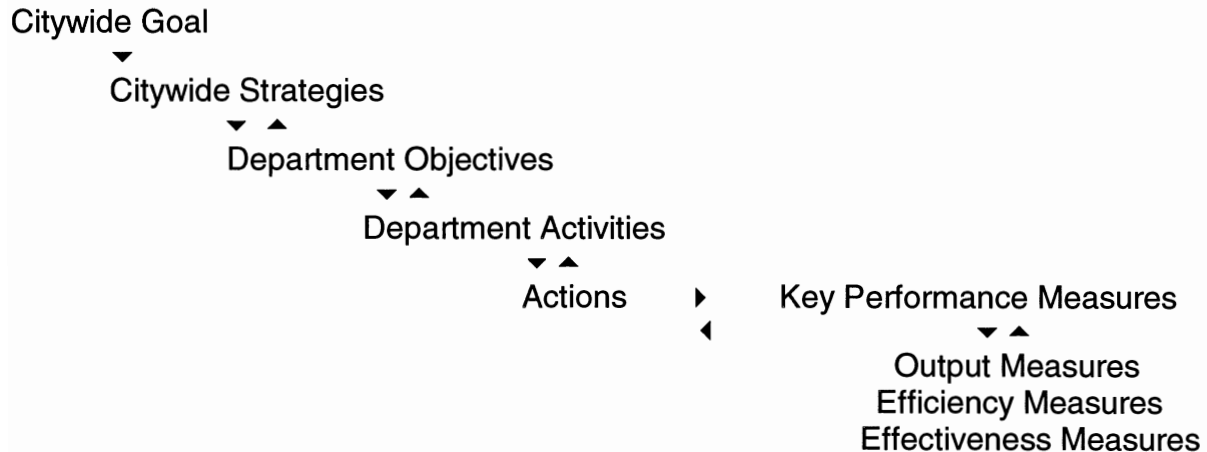 Citywide Goal
Citywide Strategies
Department Objectives
Department Activities
Actions Key Performance Measures
Output Measures
Efficiency Measures
Effectiveness Measures